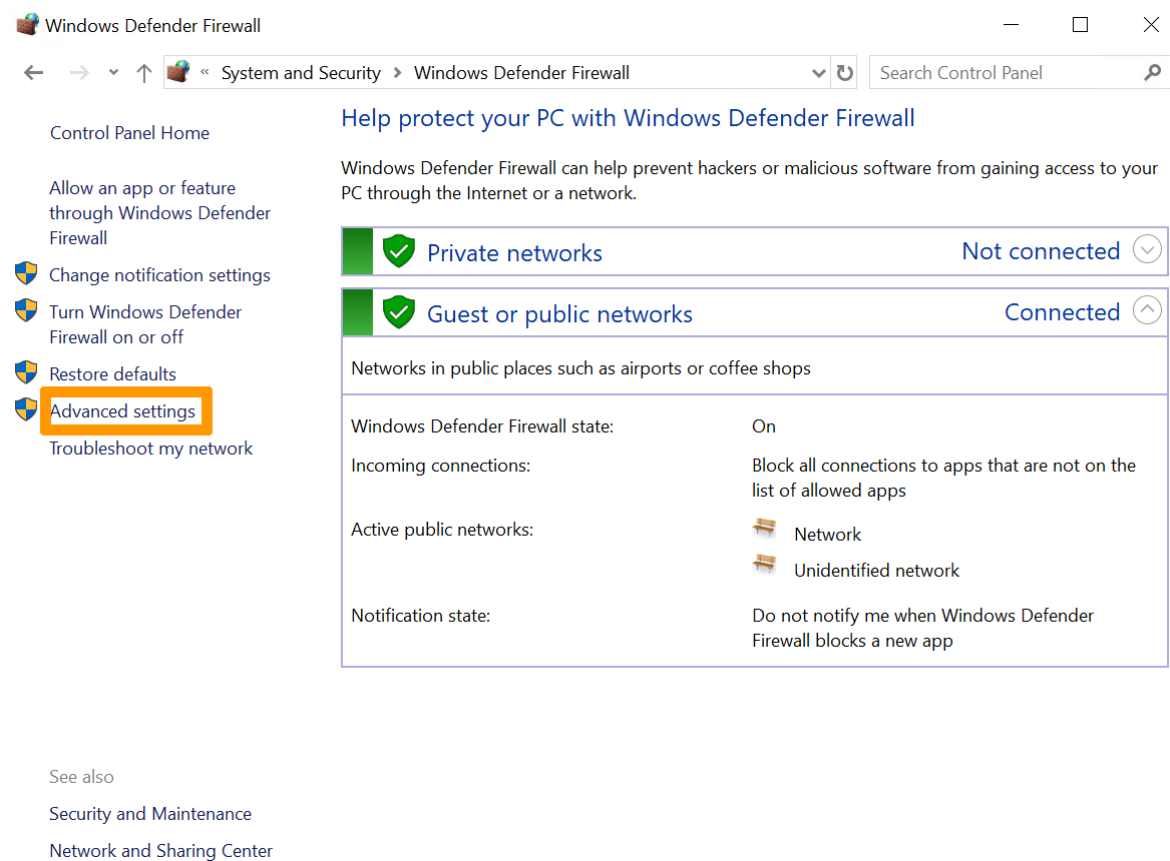 Windows Defender Firewall
« System and Security > Windows Defender Firewall
Search Control Panel
Control Panel Home
Allow an app or feature
through Windows Defender
Firewall
Change notification settings
Turn Windows Defender
Firewall on or off
Restore defaults
Advanced settings
Troubleshoot my network
See also
Security and Maintenance
Network and Sharing Center
Help protect your PC with Windows Defender Firewall
Windows Defender Firewall can help prevent hackers or malicious software from gaining access to your
PC through the Internet or a network.
Private networks Not connected
Guest or public networks Connected
Networks in public places such as airports or coffee shops
Windows Defender Firewall state: On
Incoming connections: Block all connections to apps that are not on the
list of allowed apps
Active public networks: Network
Unidentified network
Notification state: Do not notify me when Windows Defender
Firewall blocks a new app